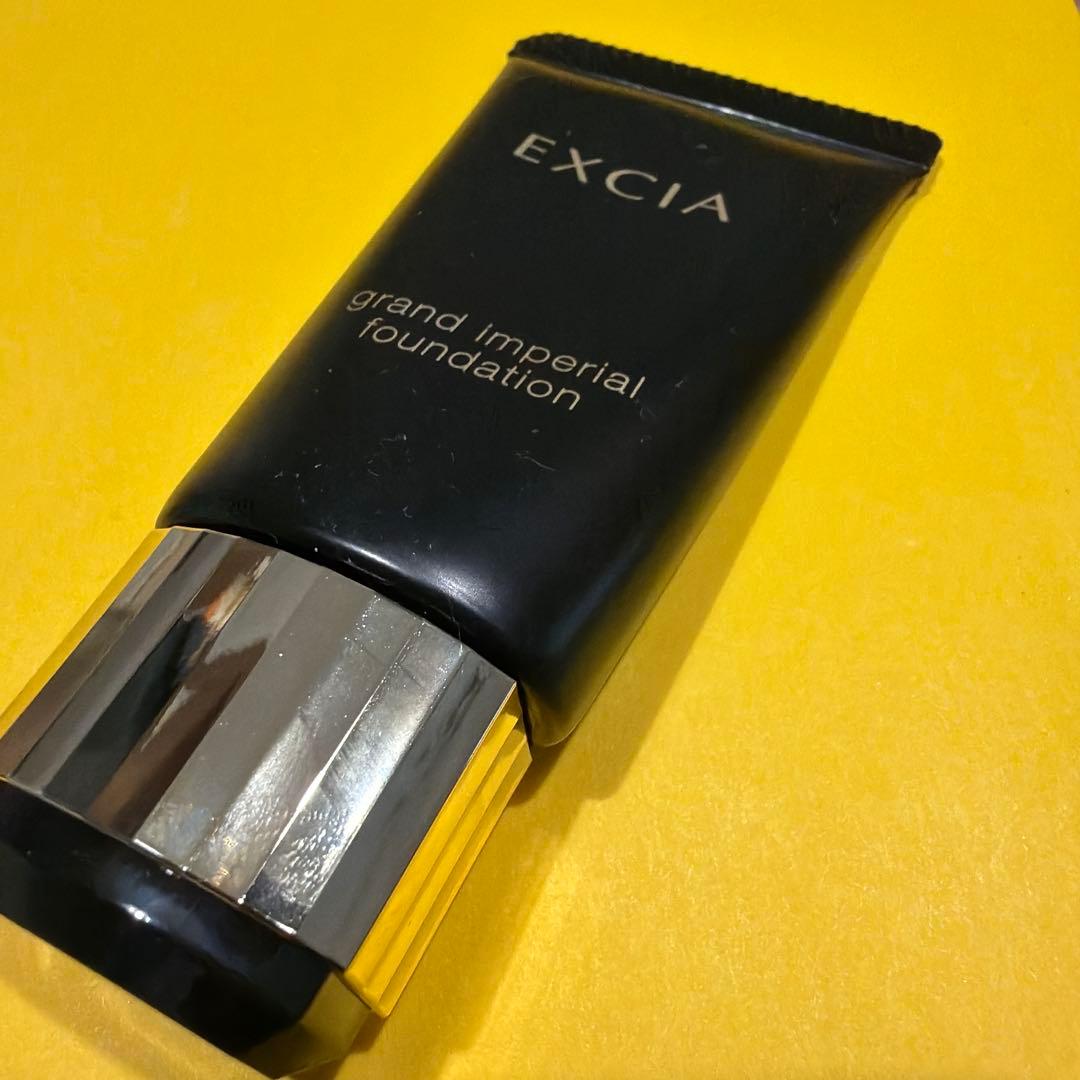 EXCIA
grand imperial
foundation